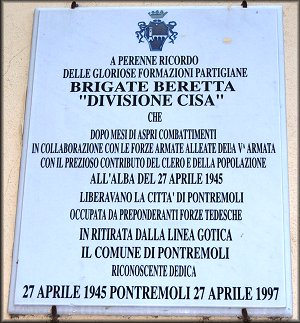 A PERENNE RICORDO
DELLE GLORIOSE FORMAZIONI PARTIGIANE
BRIGATE BERETTA
"DIVISIONE CISA"
CHE
DOPO MESI DI ASPRI COMBATTIMENTI
IN COLLABORAZIONE CON LE FORZE ARMATE ALLEATE DELLA Vª ARMATA
CON IL PREZIOSO CONTRIBUTO DEL CLERO E DELLA POPOLAZIONE
ALL'ALBA DEL 27 APRILE 1945
LIBERAVANO LA CITTA' DI PONTREMOLI
OCCUPATA DA PREPONDERANTI FORZE TEDESCHE
IN RITIRATA DALLA LINEA GOTICA
IL COMUNE DI PONTREMOLI
RICONOSCENTE DEDICA
27 APRILE 1945 PONTREMOLI 27 APRILE 1997